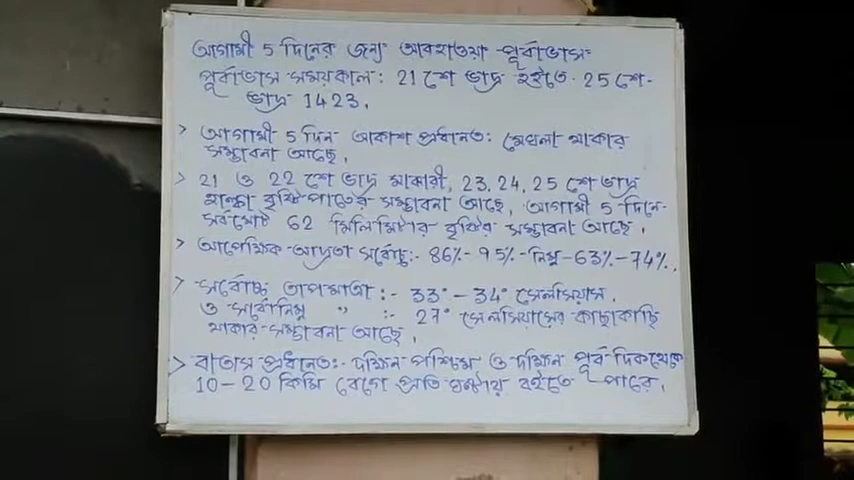 আগামী 5 দিনের জন্য আবহাওয়া পূর্বাভাস
পূর্বাভাস সময়কাল: 21 শে ভাদ্র হইতে 25 শে
ভাদ্র 1423.
> আগামী 5 দিন আকাশ প্রধানত: মেঘলা থাকার
সম্ভাবনা আছে.
> 21 ও 22 শে ভাদ্র মাঝারী, 23, 24, 25 শে ভাদ্র
হাল্কা বৃষ্টিপাতের সম্ভাবনা আছে, আগামী 5 দিনে
সর্বমোট 62 মিলিমিটার বৃষ্টির সম্ভাবনা আছে.
> আপেক্ষিক আদ্রতা সর্বোচ্চ:- 86%-95%-নিম্ন-63%-74%.
> সর্বোচ্চ তাপমাত্রা :- 33°-34° সেলসিয়াস.
ও সর্বোনিম্ন " :- 27° সেলসিয়াসের কাছাকাছি
থাকার সম্ভাবনা আছে.
> বাতাস প্রধানত:- দক্ষিন পশ্চিম ও দক্ষিন পূর্ব দিকথেকে
10-20 কিমি বেগে প্রতি ঘন্টায় বইতে পারে.